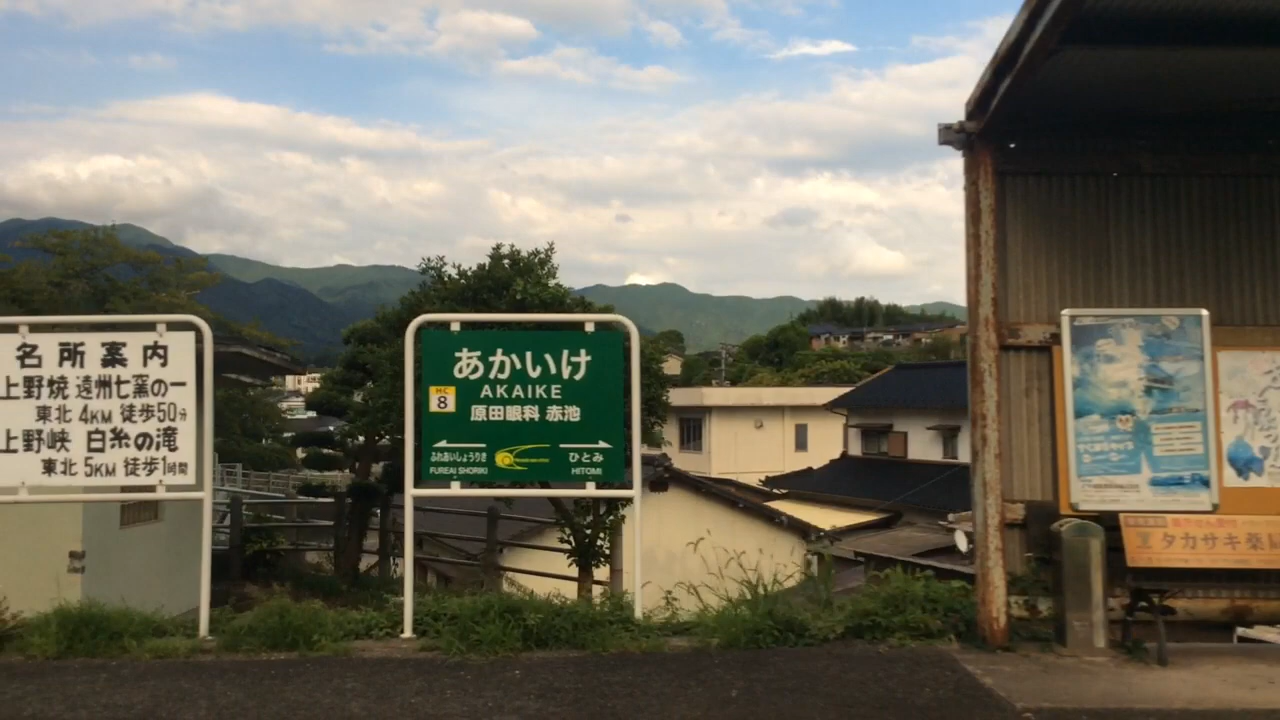 名所案内
上野焼 遠州七窯の一
東北 4KM 徒歩50分
上野峡 白糸の滝
東北 5KM 徒歩1時間
あかいけ
AKAIKE
HC
8
原田眼科 赤池
ふれあいしょうりき
FUREAI SHORIKI
ひとみ
HITOMI
タカサキ薬局